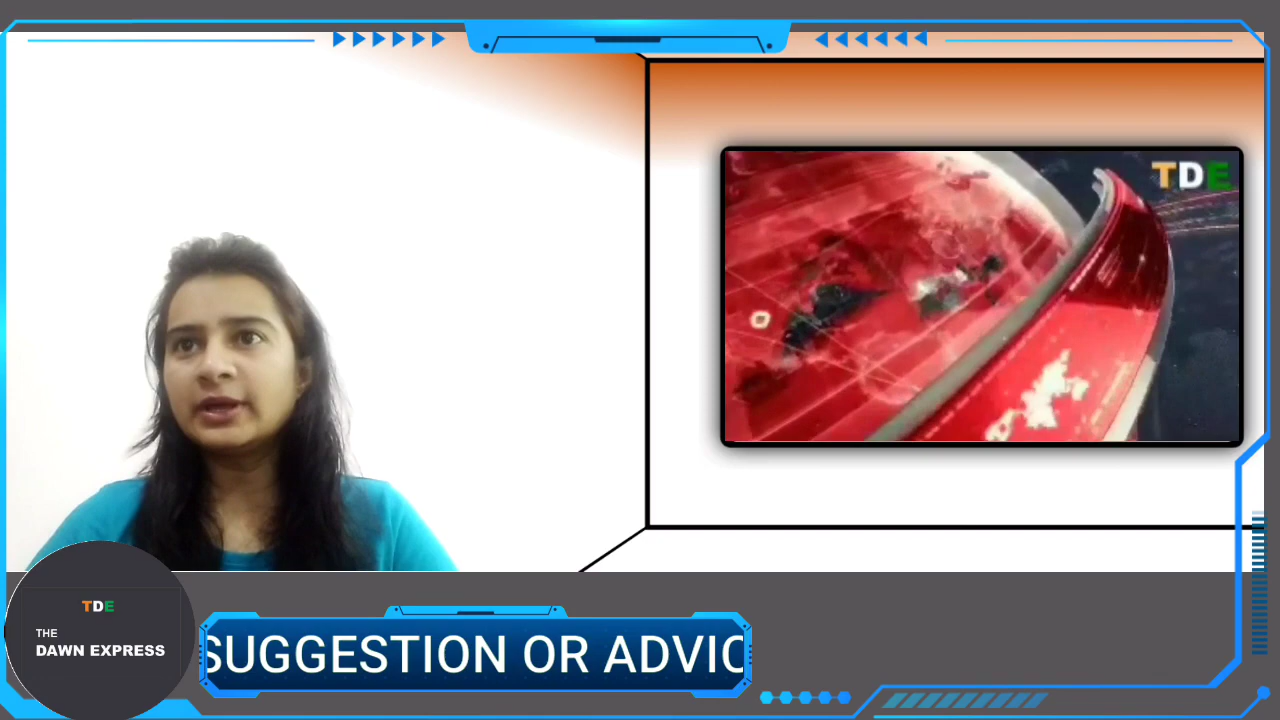 TDE
TDE
THE
DAWN EXPRESS
SUGGESTION OR ADVIC